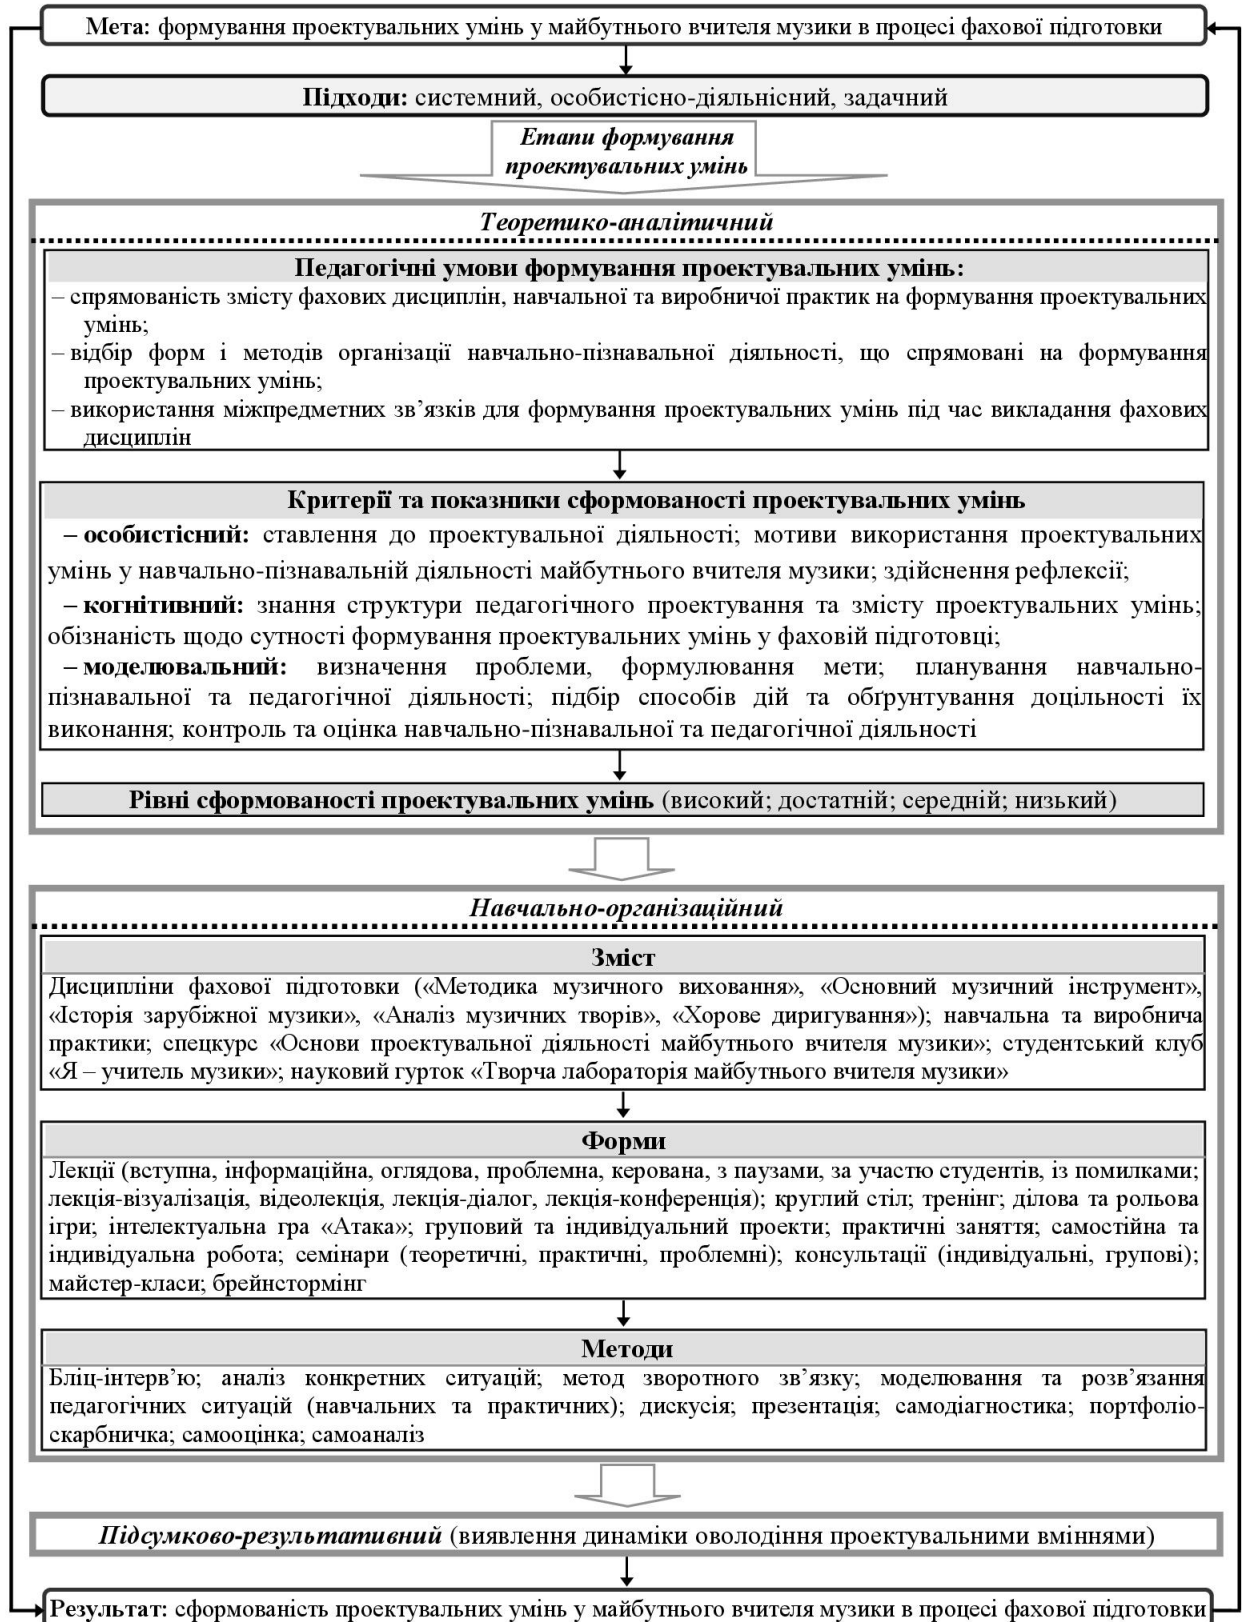 Мета: формування проектувальних умінь у майбутнього вчителя музики в процесі фахової підготовки
Підходи: системний, особистісно-діяльнісний, задачний
Етапи формування
проектувальних умінь
Теоретико-аналітичний
Педагогічні умови формування проектувальних умінь:
– спрямованість змісту фахових дисциплін, навчальної та виробничої практик на формування проектувальних
умінь;
– відбір форм і методів організації навчально-пізнавальної діяльності, що спрямовані на формування
проектувальних умінь;
– використання міжпредметних зв’язків для формування проектувальних умінь під час викладання фахових
дисциплін
Критерії та показники сформованості проектувальних умінь
– особистісний: ставлення до проектувальної діяльності; мотиви використання проектувальних
умінь у навчально-пізнавальній діяльності майбутнього вчителя музики; здійснення рефлексії;
– когнітивний: знання структури педагогічного проектування та змісту проектувальних умінь;
обізнаність щодо сутності формування проектувальних умінь у фаховій підготовці;
– моделювальний: визначення проблеми, формулювання мети; планування навчально-
пізнавальної та педагогічної діяльності; підбір способів дій та обґрунтування доцільності їх
виконання; контроль та оцінка навчально-пізнавальної та педагогічної діяльності
Рівні сформованості проектувальних умінь (високий; достатній; середній; низький)
Навчально-організаційний
Зміст
Дисципліни фахової підготовки («Методика музичного виховання», «Основний музичний інструмент»,
«Історія зарубіжної музики», «Аналіз музичних творів», «Хорове диригування»); навчальна та виробнича
практики; спецкурс «Основи проектувальної діяльності майбутнього вчителя музики»; студентський клуб
«Я – учитель музики»; науковий гурток «Творча лабораторія майбутнього вчителя музики»
Форми
Лекції (вступна, інформаційна, оглядова, проблемна, керована, з паузами, за участю студентів, із помилками;
лекція-візуалізація, відеолекція, лекція-діалог, лекція-конференція); круглий стіл; тренінг; ділова та рольова
ігри; інтелектуальна гра «Атака»; груповий та індивідуальний проекти; практичні заняття; самостійна та
індивідуальна робота; семінари (теоретичні, практичні, проблемні); консультації (індивідуальні, групові);
майстер-класи; брейнстормінг
Методи
Бліц-інтерв’ю; аналіз конкретних ситуацій; метод зворотного зв’язку; моделювання та розв’язання
педагогічних ситуацій (навчальних та практичних); дискусія; презентація; самодіагностика; портфоліо-
скарбничка; самооцінка; самоаналіз
Підсумково-результативний (виявлення динаміки оволодіння проектувальними вміннями)
Результат: сформованість проектувальних умінь у майбутнього вчителя музики в процесі фахової підготовки